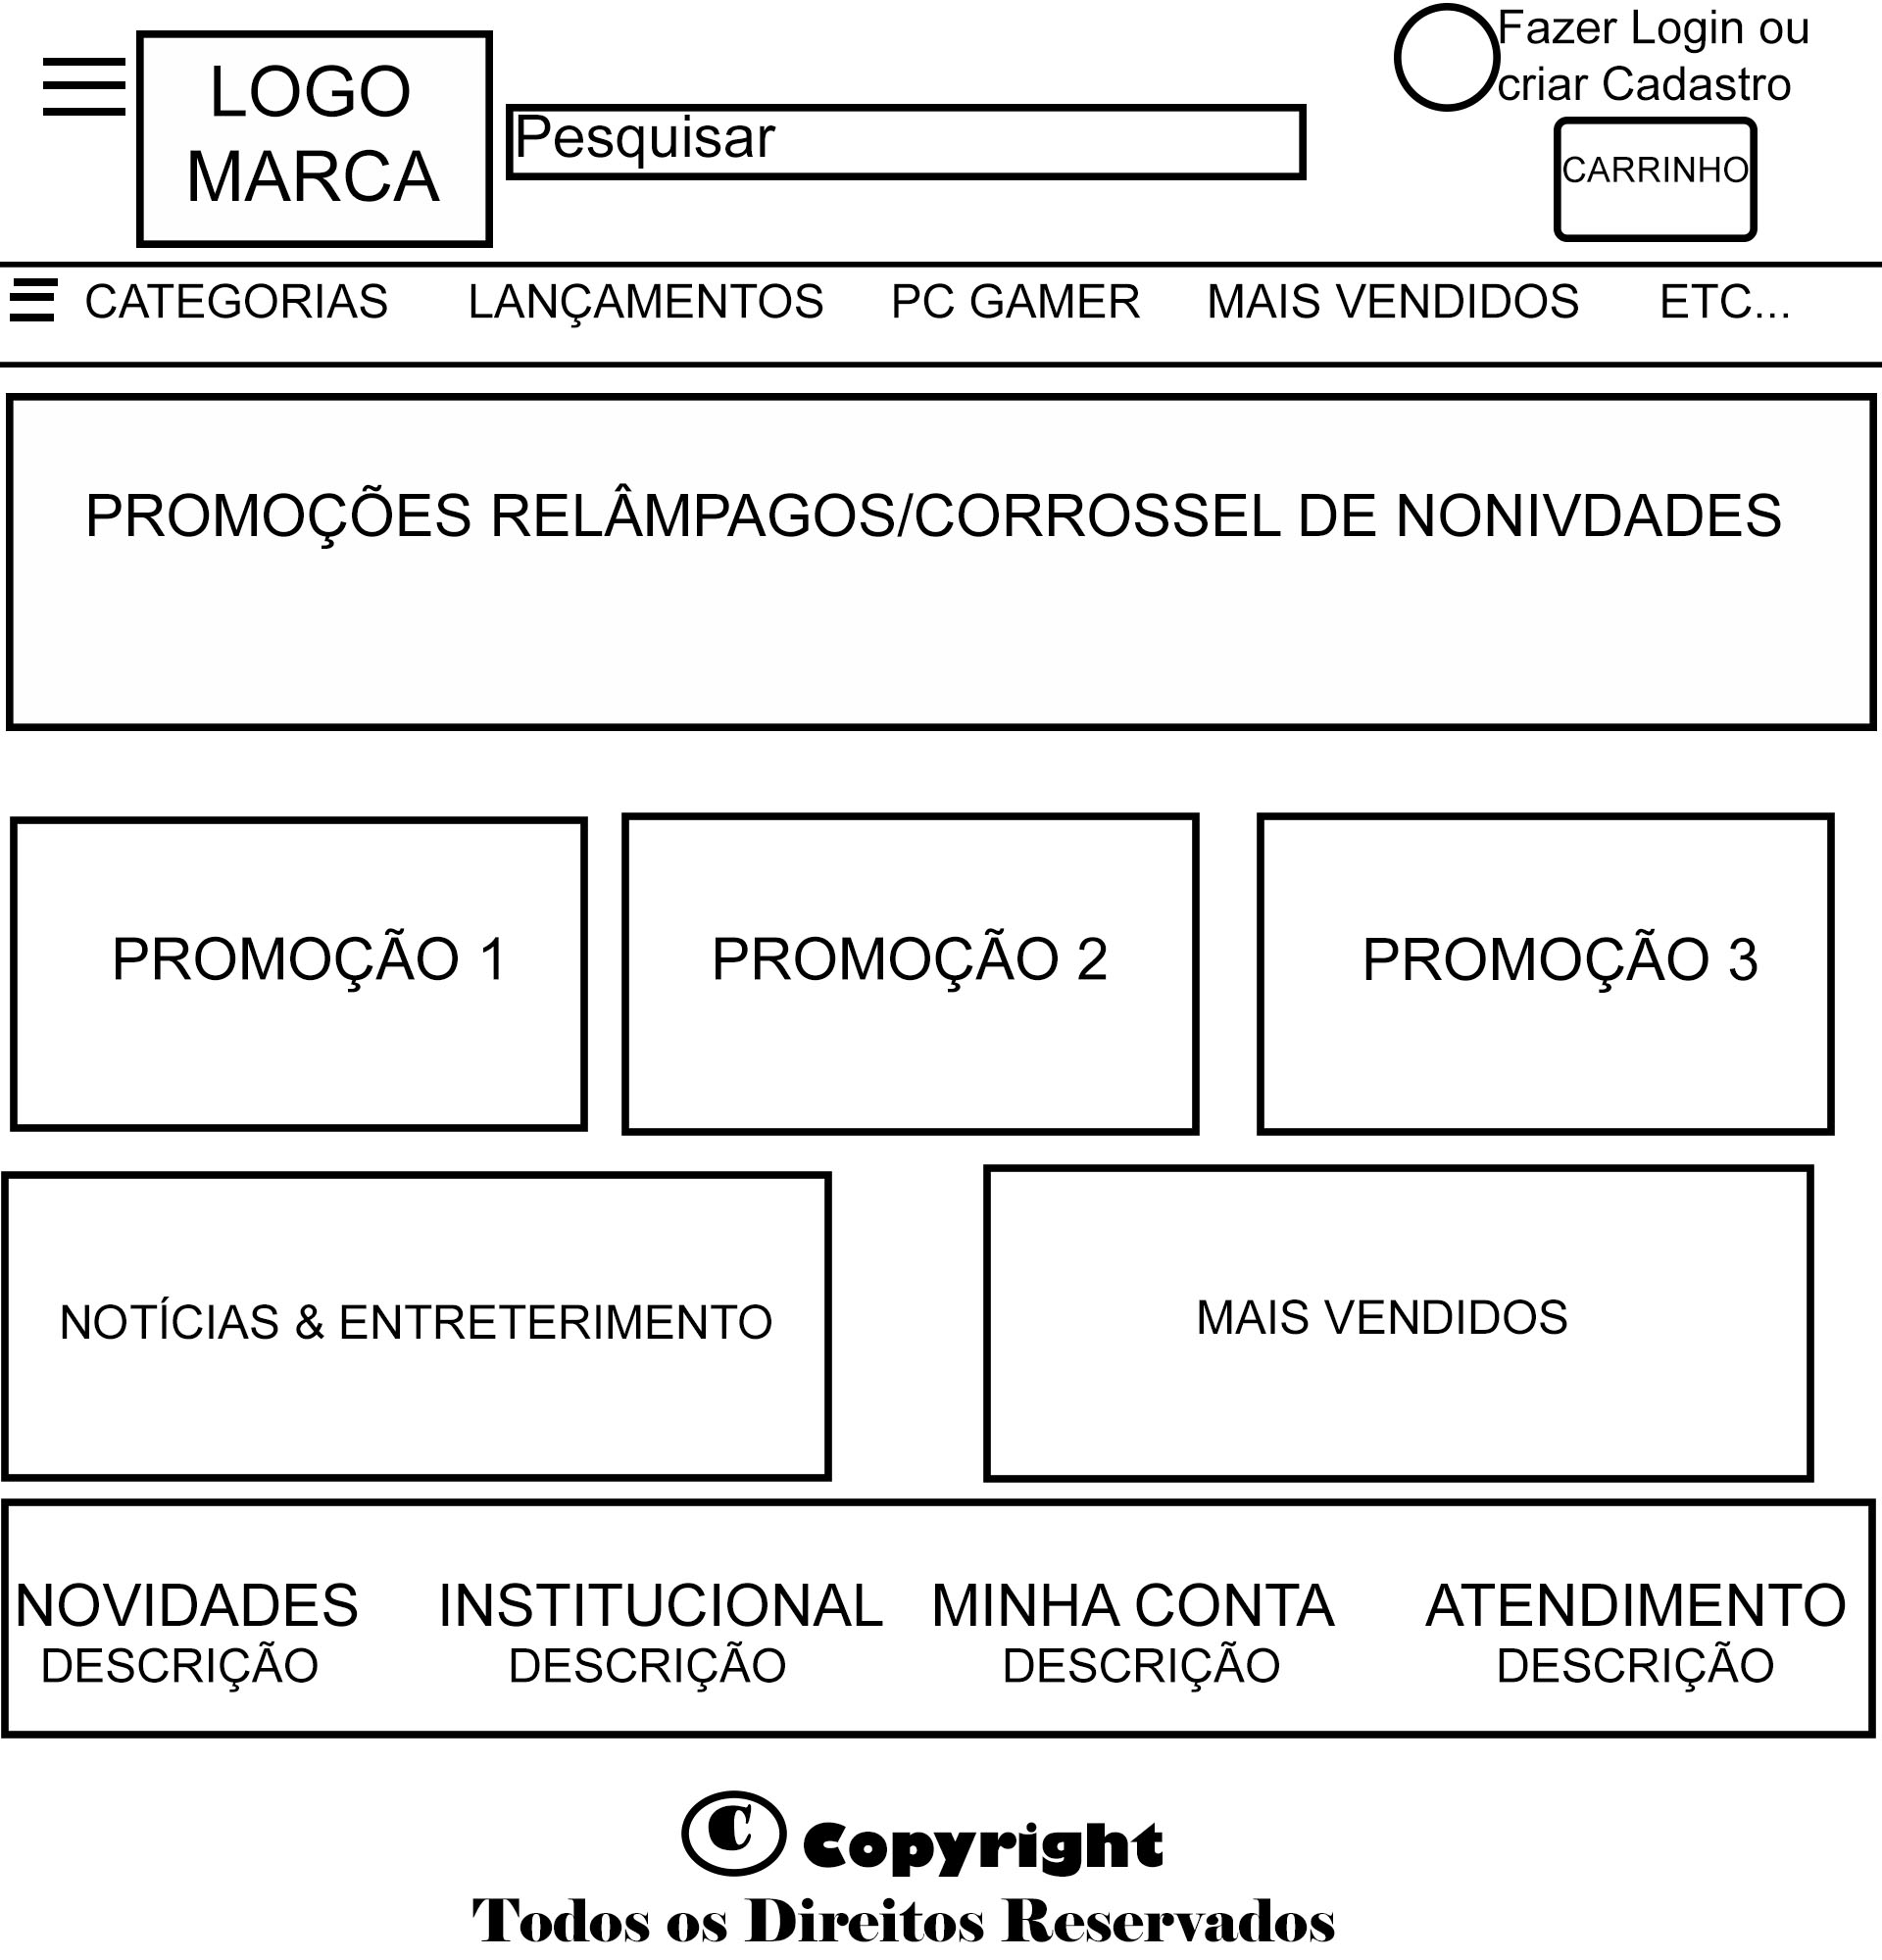 LOGO
MARCA
Pesquisar
Fazer Login ou
criar Cadastro
CARRINHO
CATEGORIAS LANÇAMENTOS PC GAMER MAIS VENDIDOS ETC...
PROMOÇÕES RELÂMPAGOS/CORROSSEL DE NONIVDADES
PROMOÇÃO 1
PROMOÇÃO 2
PROMOÇÃO 3
NOTÍCIAS & ENTRETERIMENTO
MAIS VENDIDOS
NOVIDADES INSTITUCIONAL MINHA CONTA ATENDIMENTO
DESCRIÇÃO DESCRIÇÃO DESCRIÇÃO DESCRIÇÃO
C Copyright
Todos os Direitos Reservados